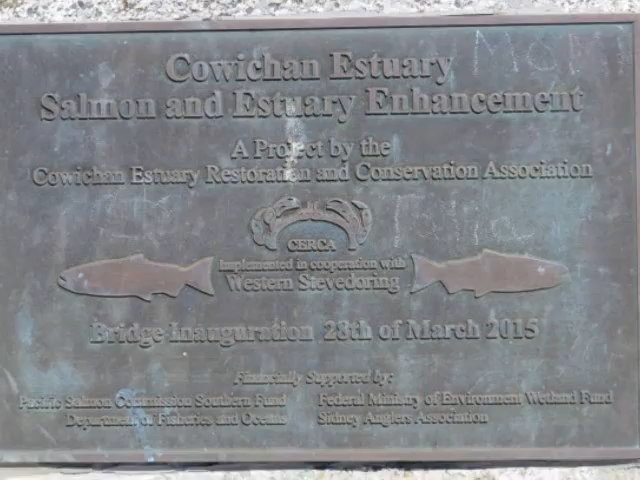 Cowichan Estuary
Salmon and Estuary Enhancement
A Project by the
Cowichan Estuary Restoration and Conservation Association
CERCA
Implemented in cooperation with
Western Stevedoring
Bridge Inauguration 28th of March 2015
Financially Supported by:
Pacific Salmon Commission Southern Fund
Department of Fisheries and Oceans
Federal Ministry of Environment Wetland Fund
Sidney Anglers Association